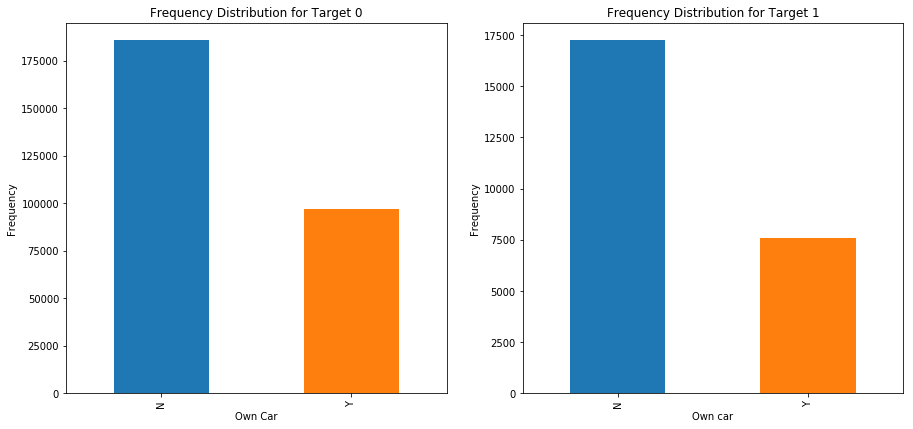 Frequency Distribution for Target 0
Frequency
175000
150000
125000
100000
75000
50000
25000
0
N
Y
Own Car
Frequency Distribution for Target 1
Frequency
17500
15000
12500
10000
7500
5000
2500
0
N
Y
Own car